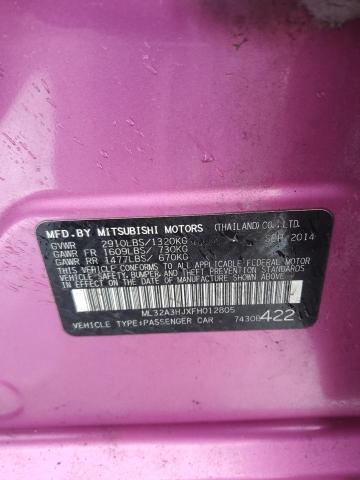 MFD.BY MITSUBISHI MOTORS (THAILAND) CO.,LTD.
GVWR 2910LBS/1320KG SEP 2014
GAWR FR 1609LBS/ 730KG
GAWR RR 1477LBS/ 670KG
THIS VEHICLE CONFORMS TO ALL APPLICABLE FEDERAL MOTOR
VEHICLE SAFETY, BUMPER, AND THEFT PREVENTION STANDARDS
IN EFFECT ON THE DATE OF MANUFACTURE SHOWN ABOVE.
ML32A3HJXFH012805
VEHICLE TYPE:PASSENGER CAR 7430B422